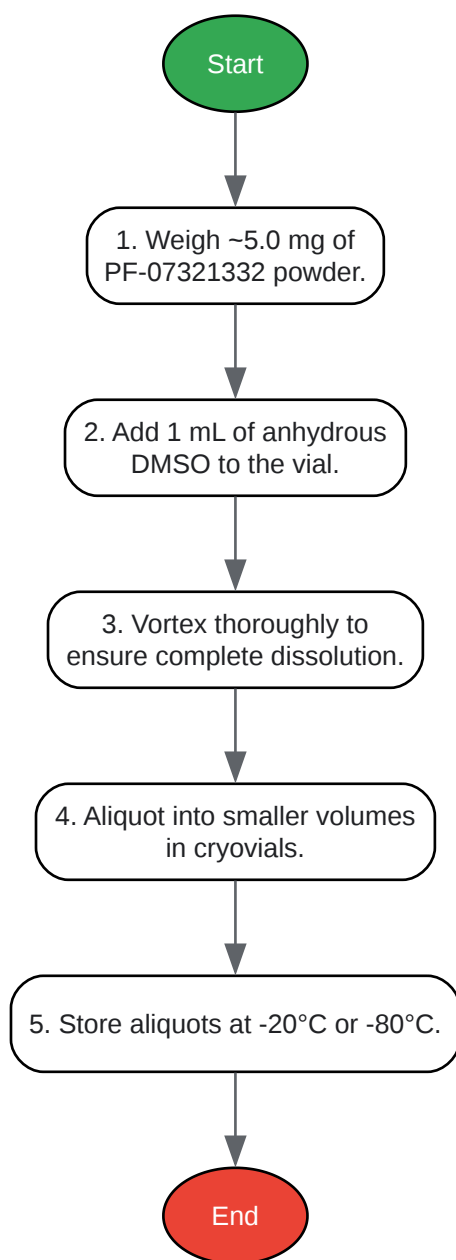 Start
1. Weigh ~5.0 mg of
PF-07321332 powder.
2. Add 1 mL of anhydrous
DMSO to the vial.
3. Vortex thoroughly to
ensure complete dissolution.
4. Aliquot into smaller volumes
in cryovials.
5. Store aliquots at -20°C or -80°C.
End